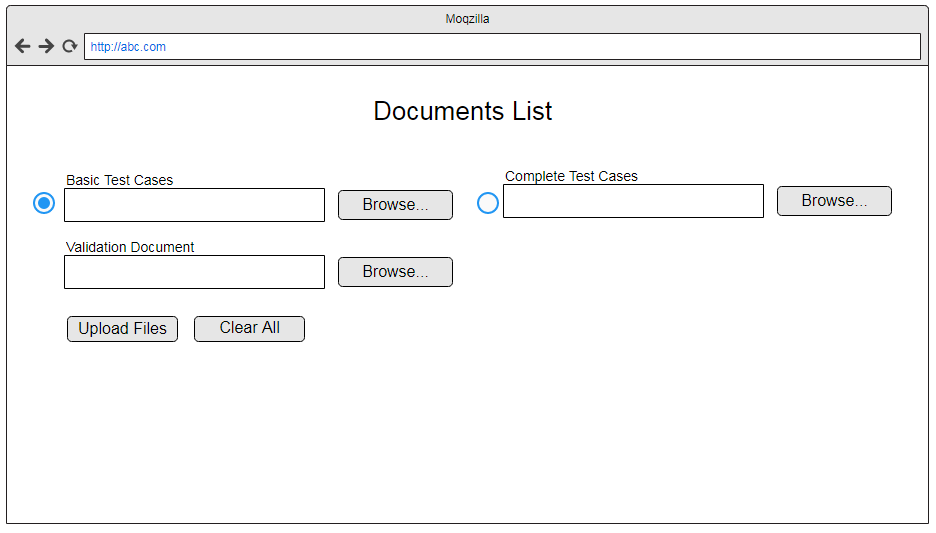 Moqzilla
http://abc.com
Documents List
Basic Test Cases
Browse...
Complete Test Cases
Browse...
Validation Document
Browse...
Upload Files
Clear All